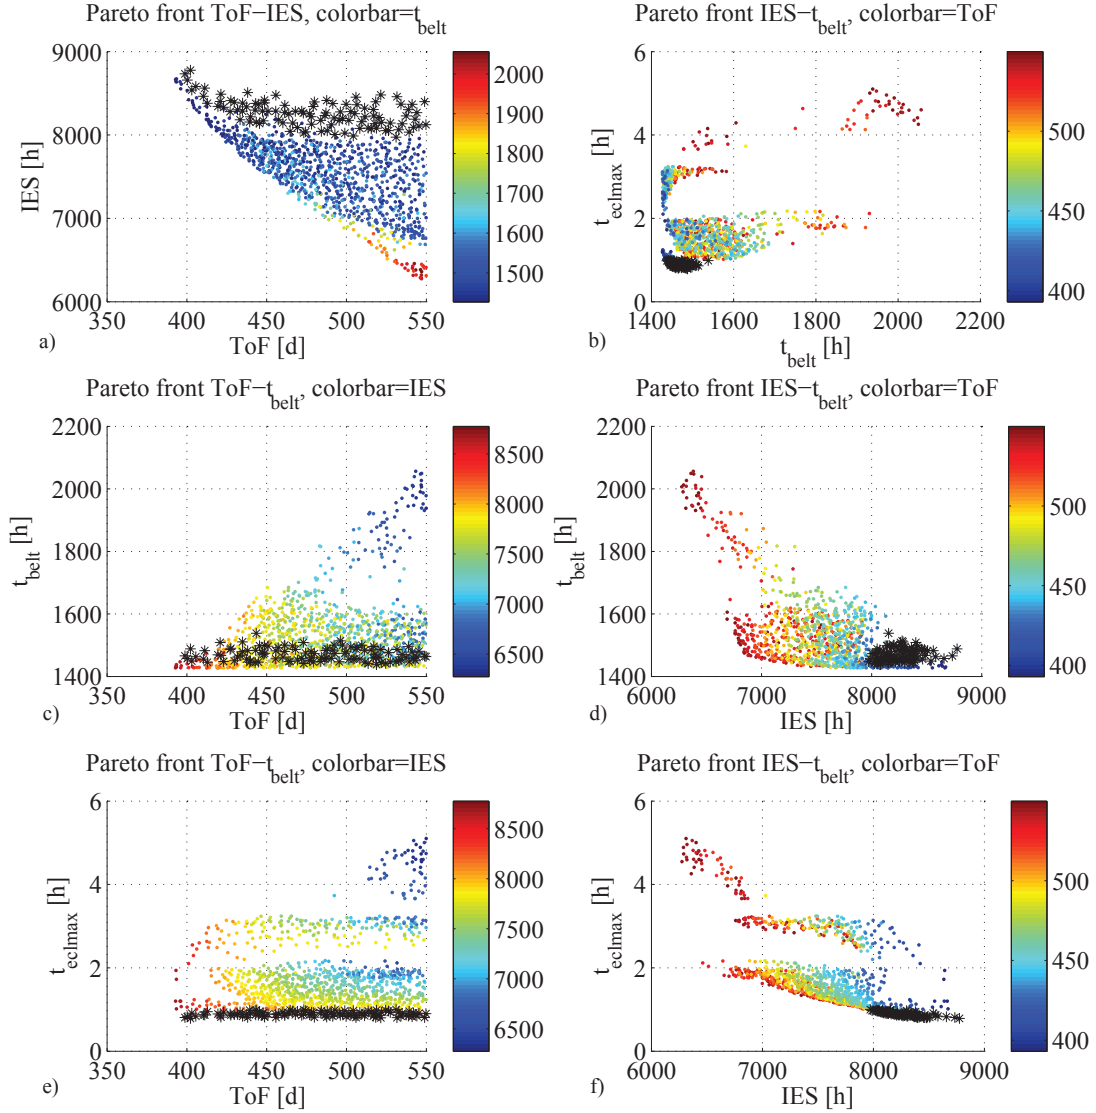 Pareto front ToF−IES, colorbar=t_belt
9000
8000
7000
6000
IES [h]
350 400 450 500 550
ToF [d]
2000
1900
1800
1700
1600
1500
a)
Pareto front IES−t_belt, colorbar=ToF
6
4
2
0
t_eclmax [h]
1400 1600 1800 2000 2200
t_belt [h]
500
450
400
b)
Pareto front ToF−t_belt, colorbar=IES
2200
2000
1800
1600
1400
t_belt [h]
350 400 450 500 550
ToF [d]
8500
8000
7500
7000
6500
c)
Pareto front IES−t_belt, colorbar=ToF
2200
2000
1800
1600
1400
t_belt [h]
6000 7000 8000 9000
IES [h]
500
450
400
d)
Pareto front ToF−t_belt, colorbar=IES
6
4
2
0
t_eclmax [h]
350 400 450 500 550
ToF [d]
8500
8000
7500
7000
6500
e)
Pareto front IES−t_belt, colorbar=ToF
6
4
2
0
t_eclmax [h]
6000 7000 8000 9000
IES [h]
500
450
400
f)